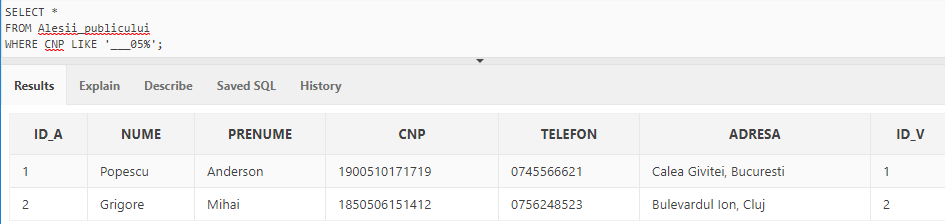 SELECT *
FROM Alesii_publicului
WHERE CNP LIKE '___05%';
Results Explain Describe Saved SQL History
ID_A NUME PRENUME CNP TELEFON ADRESA ID_V
1 Popescu Anderson 1900510171719 0745566621 Calea Givitei, Bucuresti 1
2 Grigore Mihai 1850506151412 0756248523 Bulevardul Ion, Cluj 2